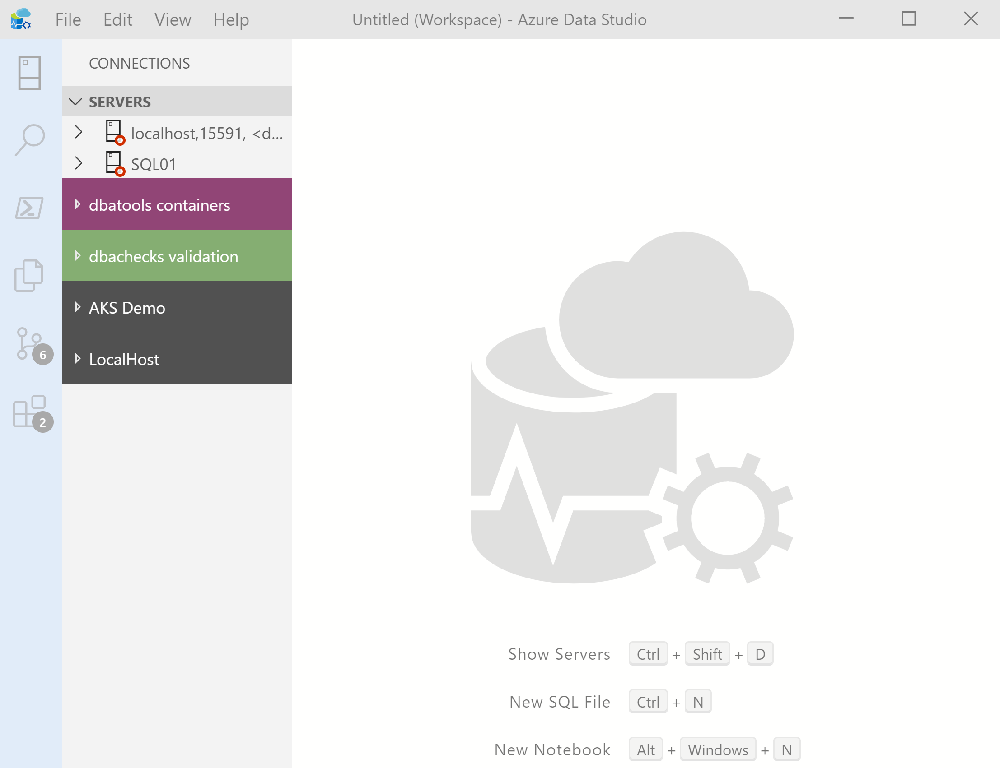 File Edit View Help Untitled (Workspace) - Azure Data Studio
CONNECTIONS
SERVERS
localhost,15591, <d...
SQL01
dbatools containers
dbachecks validation
AKS Demo
LocalHost
6
2
Show Servers Ctrl + Shift + D
New SQL File Ctrl + N
New Notebook Alt + Windows + N